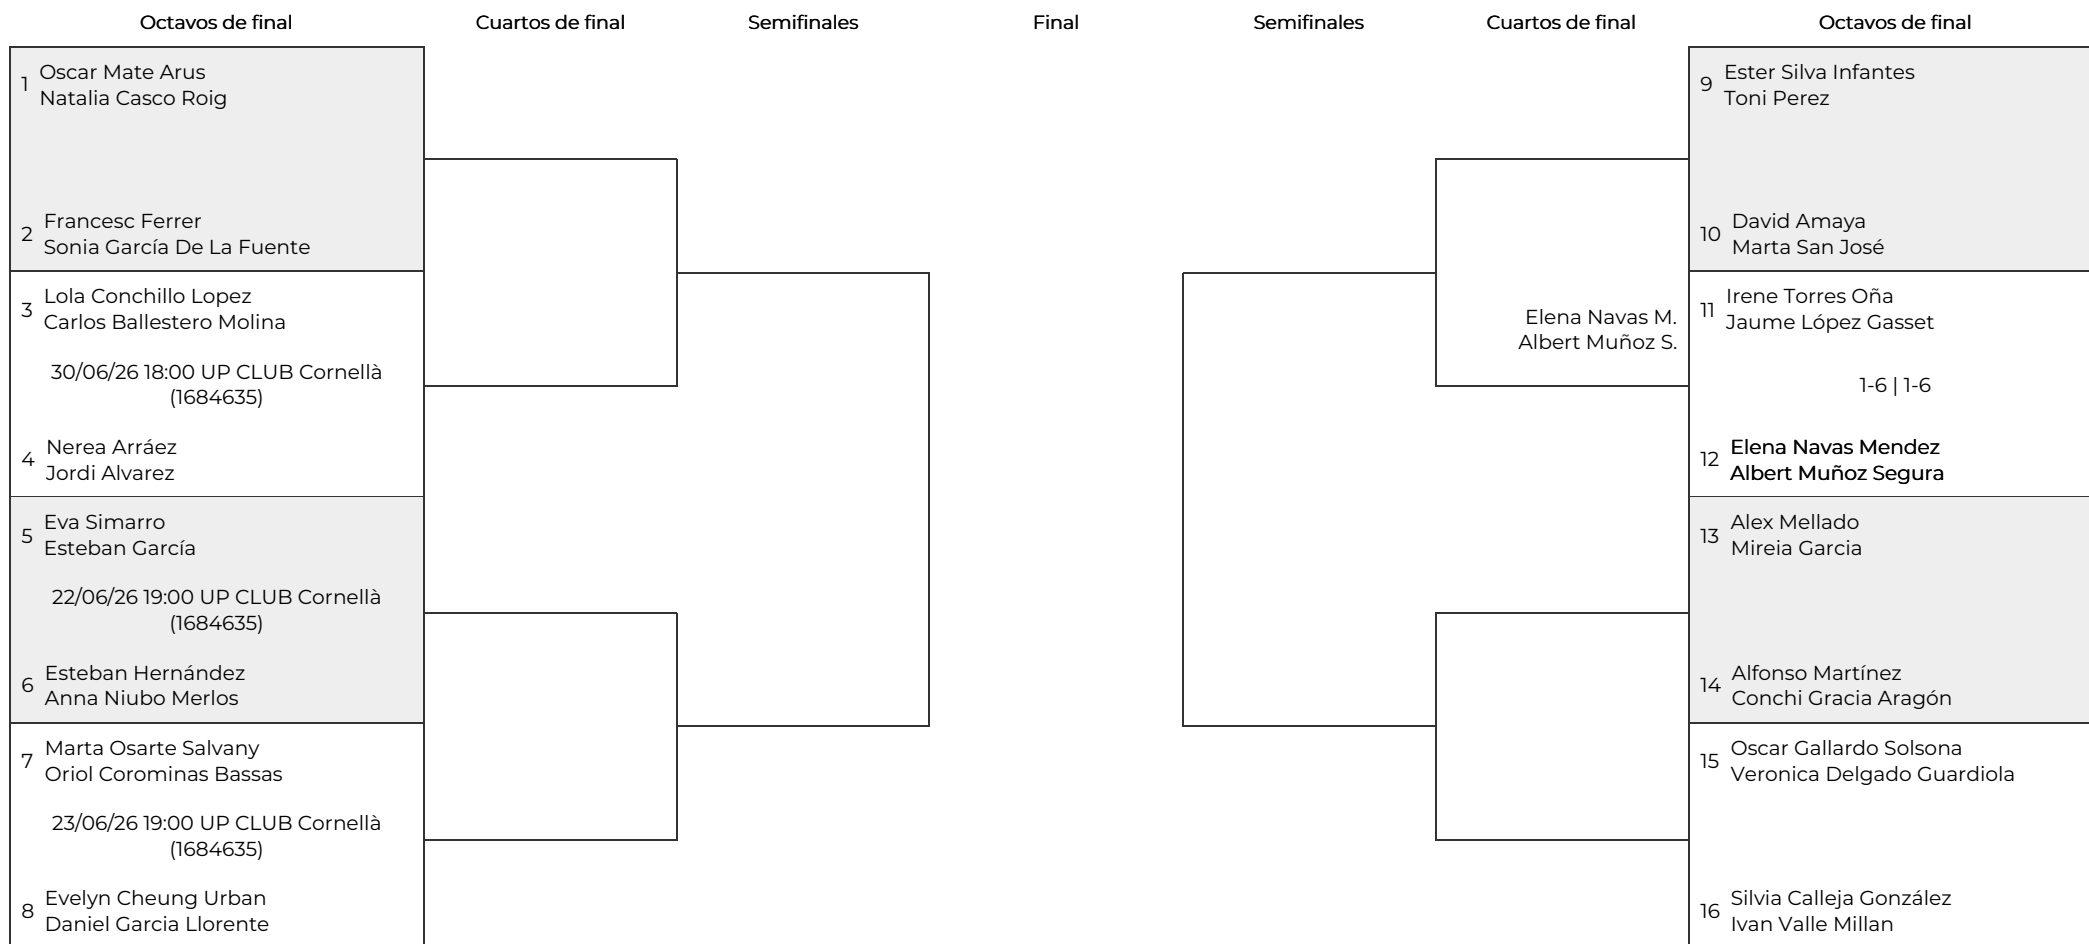 Octavos de final
Cuartos de final
Semifinales
Final
Semifinales
Cuartos de final
Octavos de final
1
Oscar Mate Arus
Natalia Casco Roig
2
Francesc Ferrer
Sonia García De La Fuente
3
Lola Conchillo Lopez
Carlos Ballestero Molina
30/06/26 18:00 UP CLUB Cornellà
(1684635)
4
Nerea Arráez
Jordi Alvarez
5
Eva Simarro
Esteban García
22/06/26 19:00 UP CLUB Cornellà
(1684635)
6
Esteban Hernández
Anna Niubo Merlos
7
Marta Osarte Salvany
Oriol Corominas Bassas
23/06/26 19:00 UP CLUB Cornellà
(1684635)
8
Evelyn Cheung Urban
Daniel Garcia Llorente
Elena Navas M.
Albert Muñoz S.
9
Ester Silva Infantes
Toni Perez
10
David Amaya
Marta San José
11
Irene Torres Oña
Jaume López Gasset
1-6 | 1-6
12
Elena Navas Mendez
Albert Muñoz Segura
13
Alex Mellado
Mireia Garcia
14
Alfonso Martínez
Conchi Gracia Aragón
15
Oscar Gallardo Solsona
Veronica Delgado Guardiola
16
Silvia Calleja González
Ivan Valle Millan